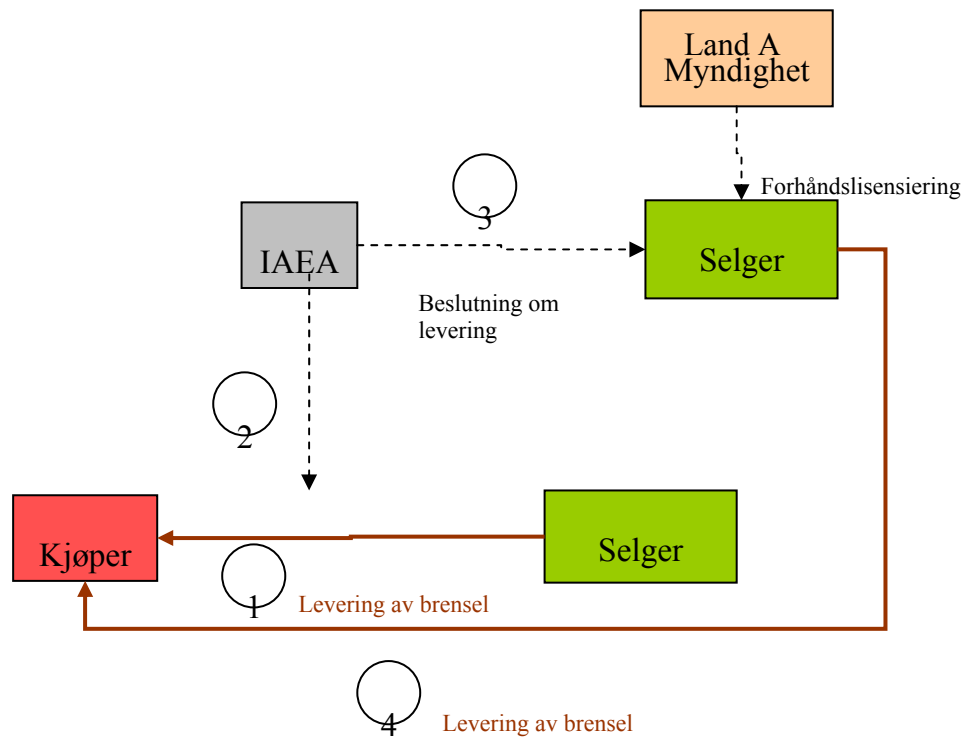 Land A
Myndighet
Forhåndslisensiering
3
IAEA
Selger
Beslutning om
levering
2
Kjøper
Selger
1
Levering av brensel
4
Levering av brensel